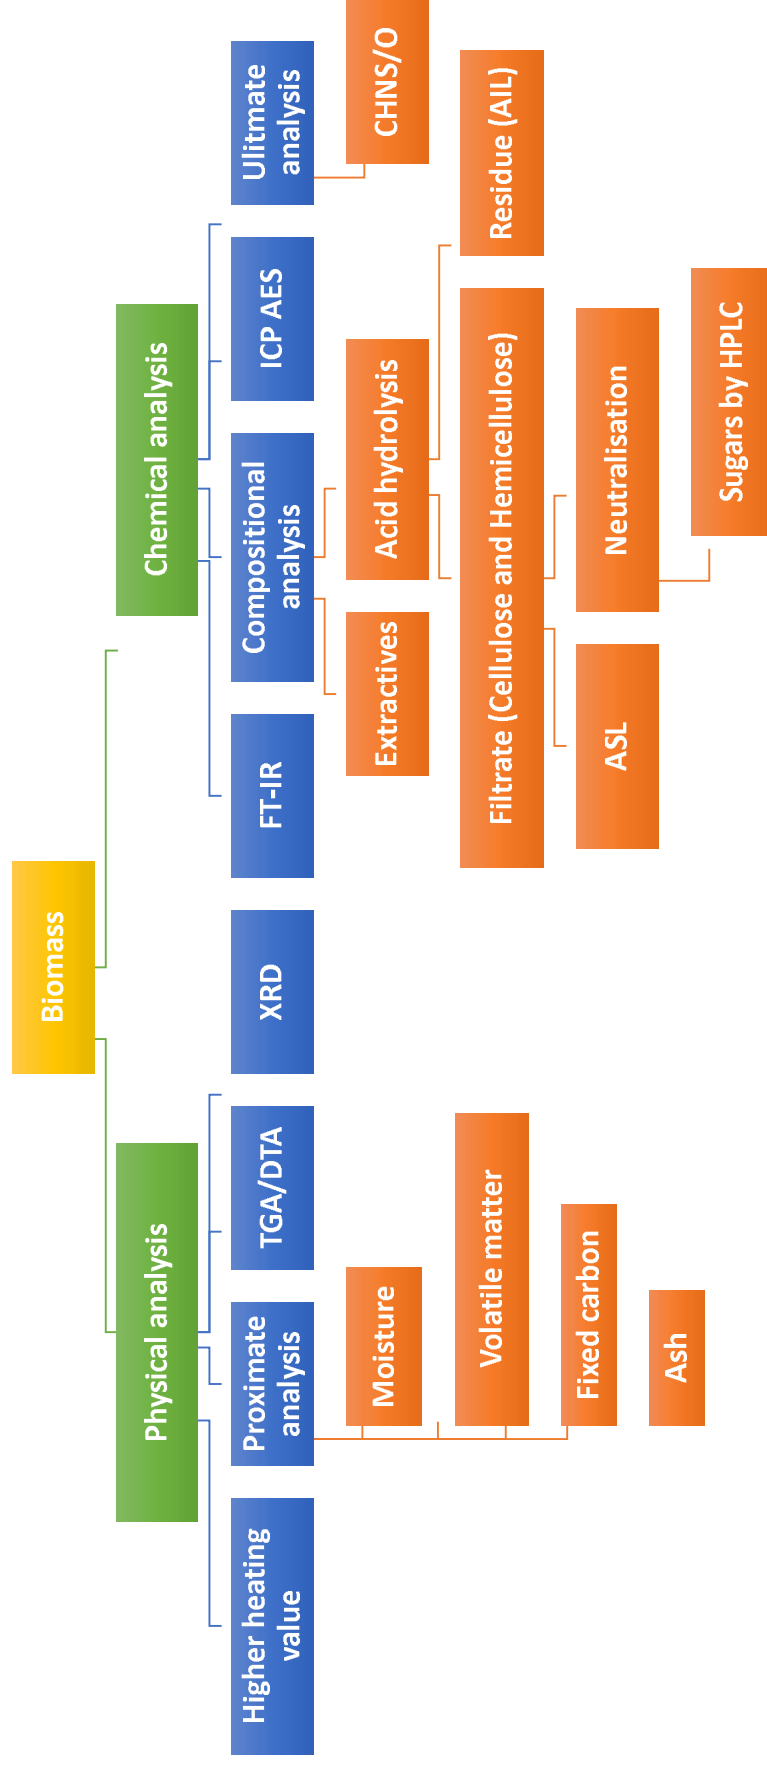 Biomass
Physical analysis
Chemical analysis
Higher heating
value
Proximate
analysis
TGA/DTA
XRD
FT-IR
Compositional
analysis
ICP AES
Ulitmate
analysis
Moisture
Volatile matter
Fixed carbon
Ash
Extractives
Acid hydrolysis
CHNS/O
Filtrate (Cellulose and Hemicellulose)
Residue (AIL)
ASL
Neutralisation
Sugars by HPLC